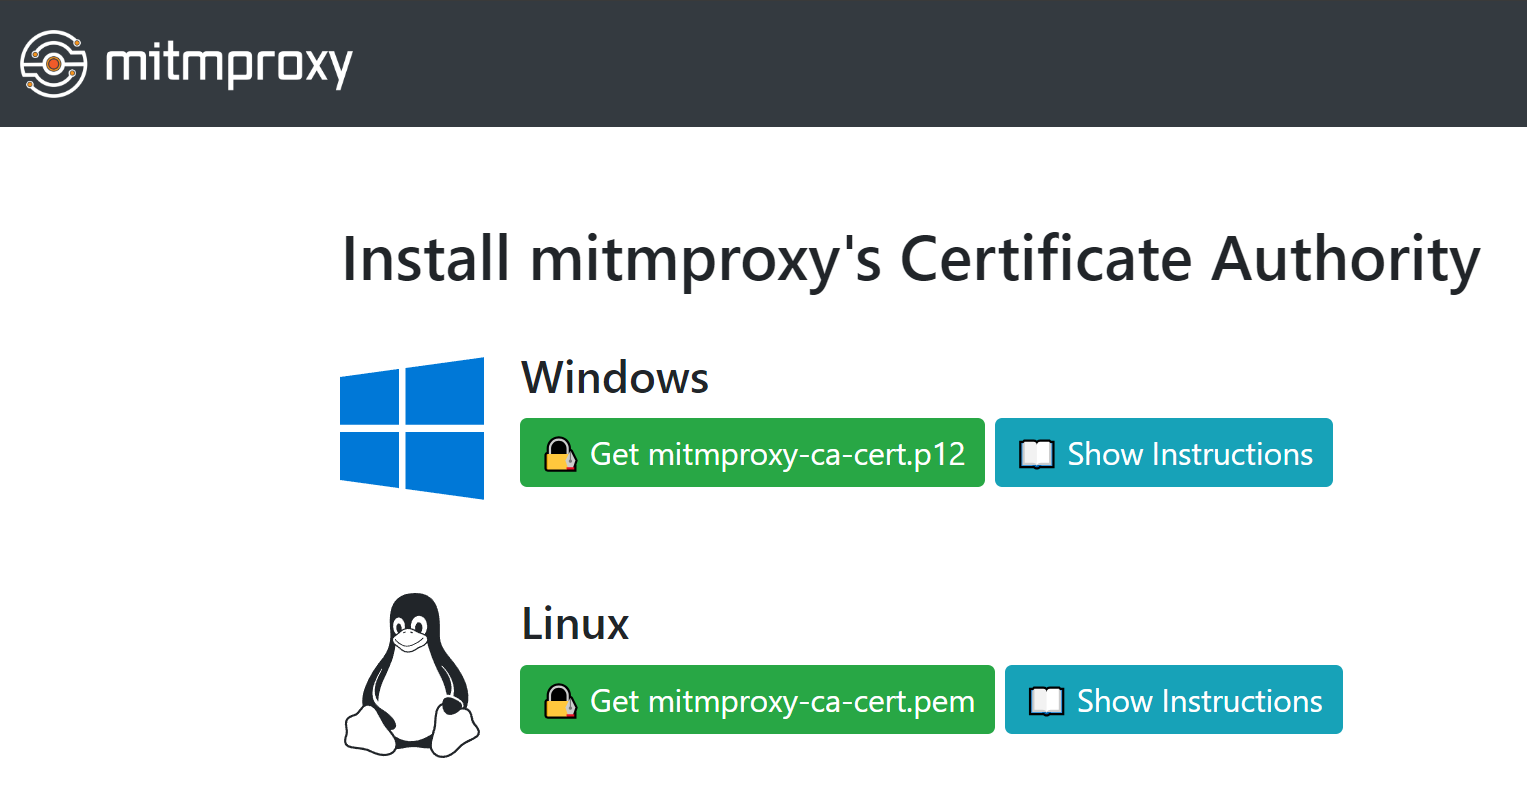 mitmproxy
Install mitmproxy's Certificate Authority
Windows
Get mitmproxy-ca-cert.p12
Show Instructions
Linux
Get mitmproxy-ca-cert.pem
Show Instructions